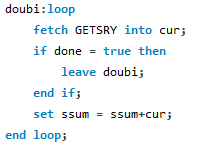 doubi:loop
    fetch GETSRY into cur;
    if done = true then
        leave doubi;
    end if;
    set ssum = ssum+cur;
end loop;